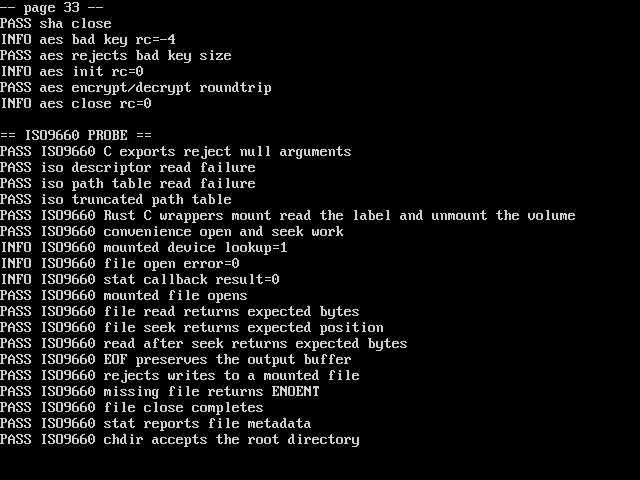 -- page 33 --
PASS sha close
INFO aes bad key rc=-4
PASS aes rejects bad key size
INFO aes init rc=0
PASS aes encrypt/decrypt roundtrip
INFO aes close rc=0
== ISO9660 PROBE ==
PASS ISO9660 C exports reject null arguments
PASS iso descriptor read failure
PASS iso path table read failure
PASS iso truncated path table
PASS ISO9660 Rust C wrappers mount read the label and unmount the volume
PASS ISO9660 convenience open and seek work
INFO ISO9660 mounted device lookup=1
INFO ISO9660 file open error=0
INFO ISO9660 stat callback result=0
PASS ISO9660 mounted file opens
PASS ISO9660 file read returns expected bytes
PASS ISO9660 file seek returns expected position
PASS ISO9660 read after seek returns expected bytes
PASS ISO9660 EOF preserves the output buffer
PASS ISO9660 rejects writes to a mounted file
PASS ISO9660 missing file returns ENOENT
PASS ISO9660 file close completes
PASS ISO9660 stat reports file metadata
PASS ISO9660 chdir accepts the root directory